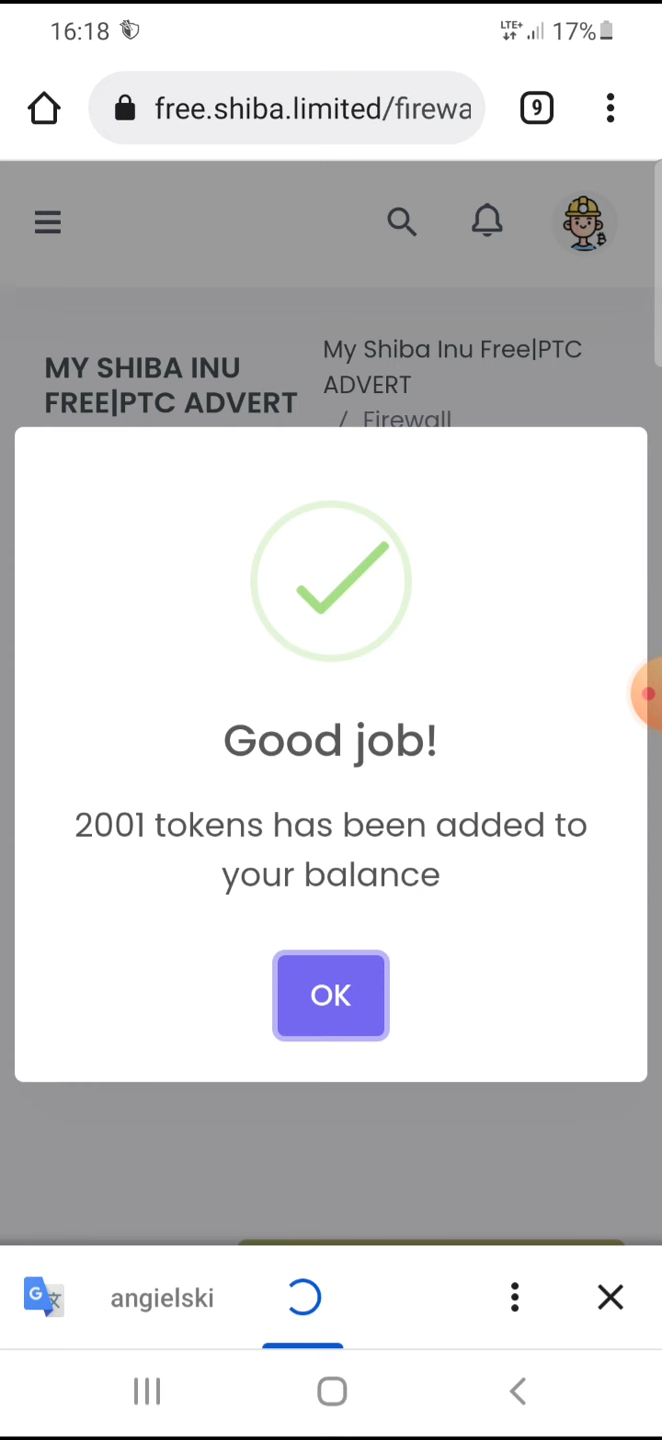 16:18 LTE+ 17%
free.shiba.limited/firewa 9
MY SHIBA INU
FREE|PTC ADVERT
My Shiba Inu Free|PTC
ADVERT
/ Firewall
Good job!
2001 tokens has been added to
your balance
OK
G 文 angielski